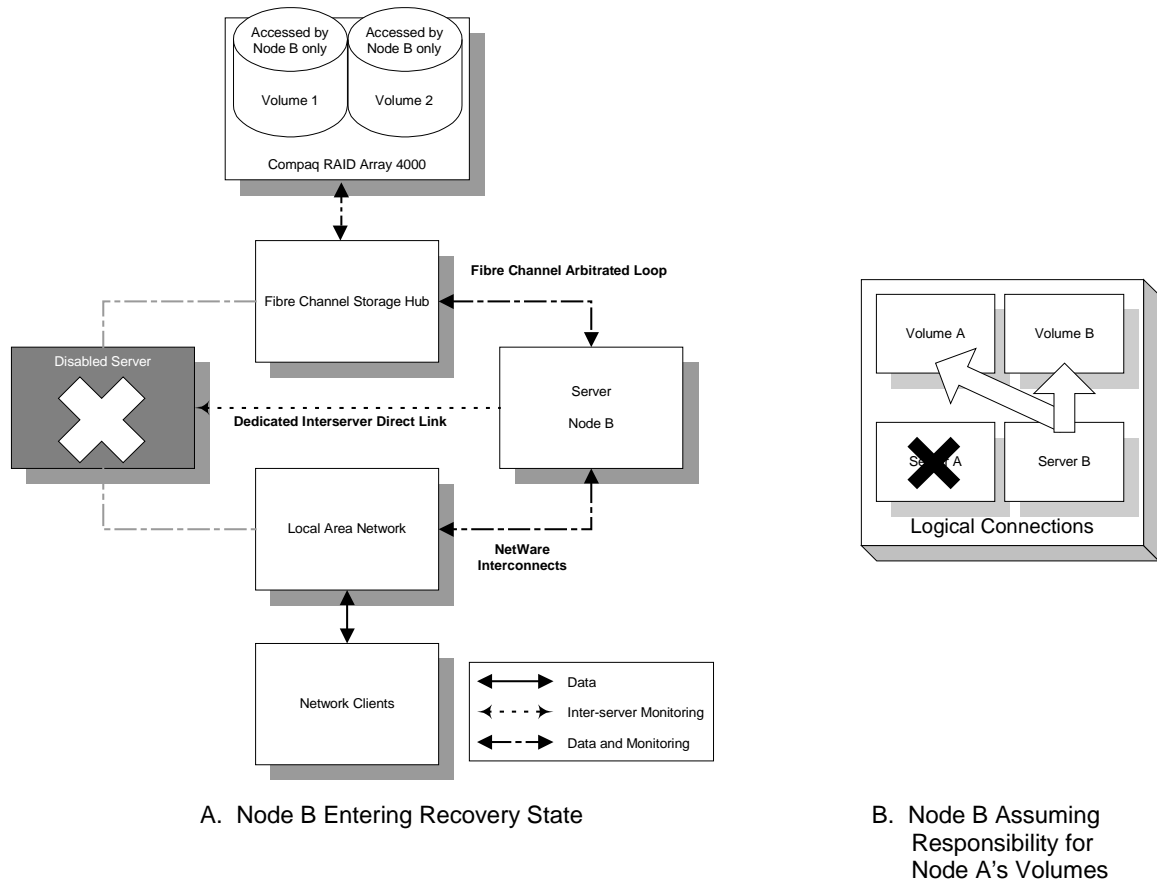 Accessed by
Node B only
Accessed by
Node B only
Volume 1
Volume 2
Compaq RAID Array 4000
Fibre Channel Arbitrated Loop
Fibre Channel Storage Hub
Disabled Server
Server
Node B
Dedicated Interserver Direct Link
Local Area Network
NetWare
Interconnects
Network Clients
Data
Inter-server Monitoring
Data and Monitoring
A. Node B Entering Recovery State
Volume A
Volume B
Server A
Server B
Logical Connections
B. Node B Assuming
Responsibility for
Node A's Volumes